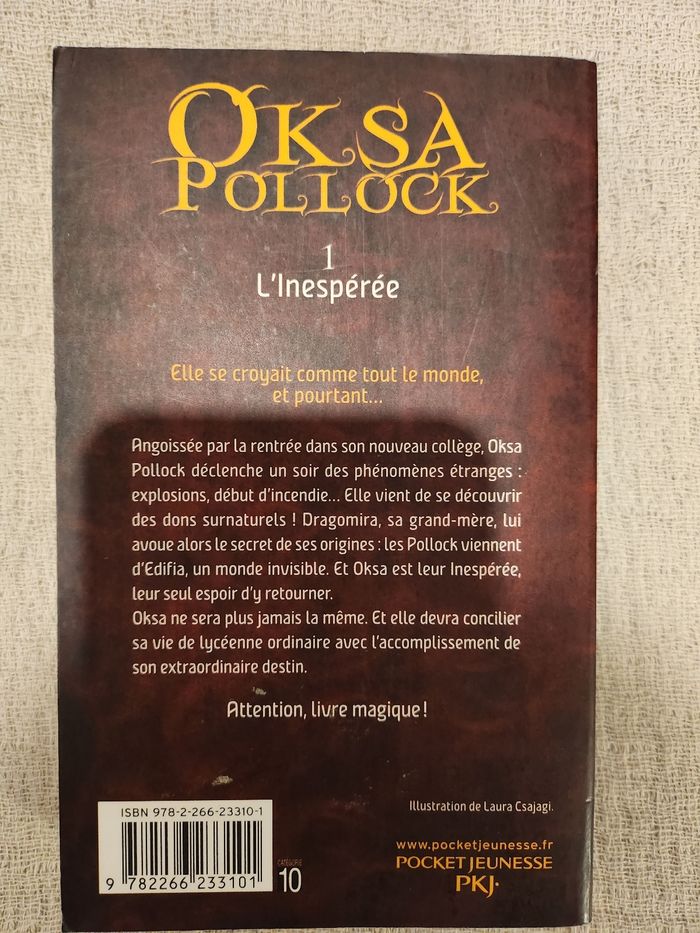 OKSA
POLLOCK
1
L'Inespérée
Elle se croyait comme tout le monde,
et pourtant...
Angoissée par la rentrée dans son nouveau collège, Oksa
Pollock déclenche un soir des phénomènes étranges :
explosions, début d'incendie... Elle vient de se découvrir
des dons surnaturels ! Dragomira, sa grand-mère, lui
avoue alors le secret de ses origines : les Pollock viennent
d'Edifia, un monde invisible. Et Oksa est leur Inespérée,
leur seul espoir d'y retourner.
Oksa ne sera plus jamais la même. Et elle devra concilier
sa vie de lycéenne ordinaire avec l'accomplissement de
son extraordinaire destin.
Attention, livre magique !
ISBN 978-2-266-23310-1
9 782266 233101
CATÉGORIE
10
Illustration de Laura Csajagi.
www.pocketjeunesse.fr
POCKET JEUNESSE
PKJ·